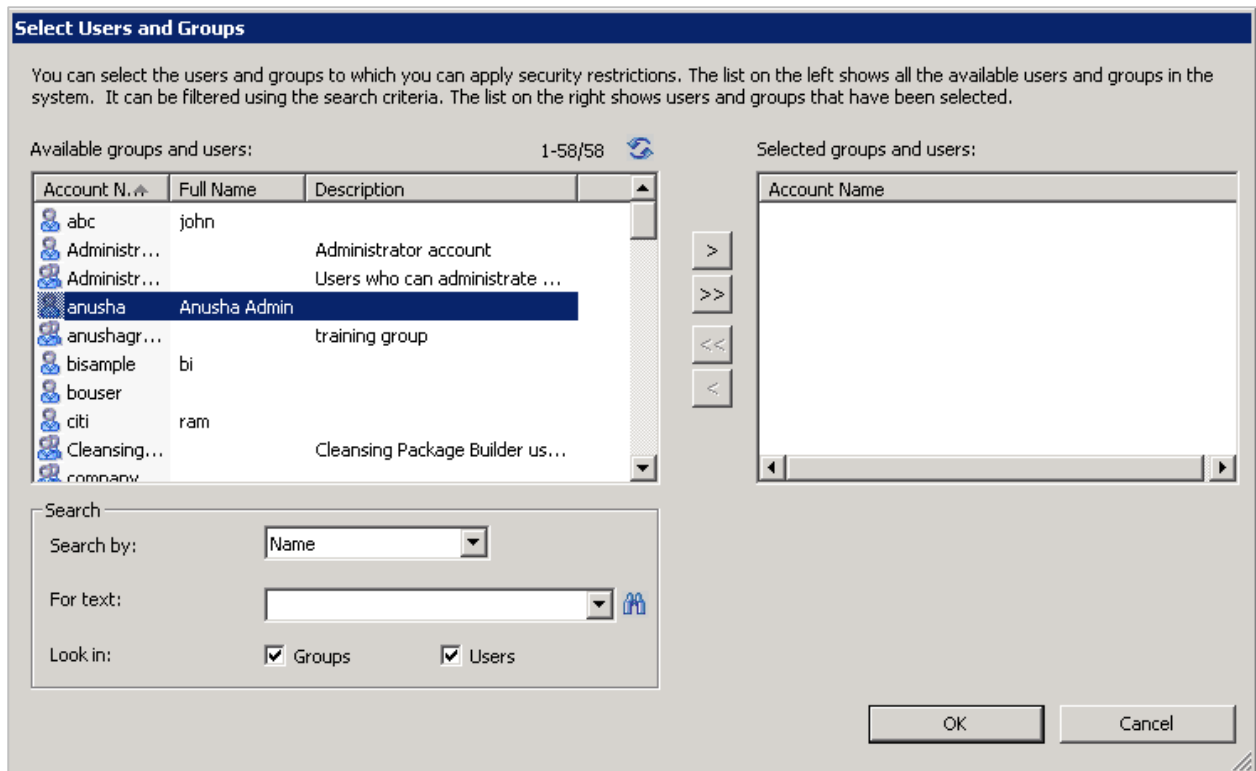 Select Users and Groups
You can select the users and groups to which you can apply security restrictions. The list on the left shows all the available users and groups in the
system. It can be filtered using the search criteria. The list on the right shows users and groups that have been selected.
Available groups and users: 1-58/58 Selected groups and users:
Account N. Full Name Description Account Name
abc john
Administr... Administrator account
Administr... Users who can administrate ...
anusha Anusha Admin
anushagr... training group
bisample bi
bouser
citi ram
Cleansing... Cleansing Package Builder us...
company
>
>>
<<
<
Search
Search by: Name
For text:
Look in: Groups Users
OK Cancel